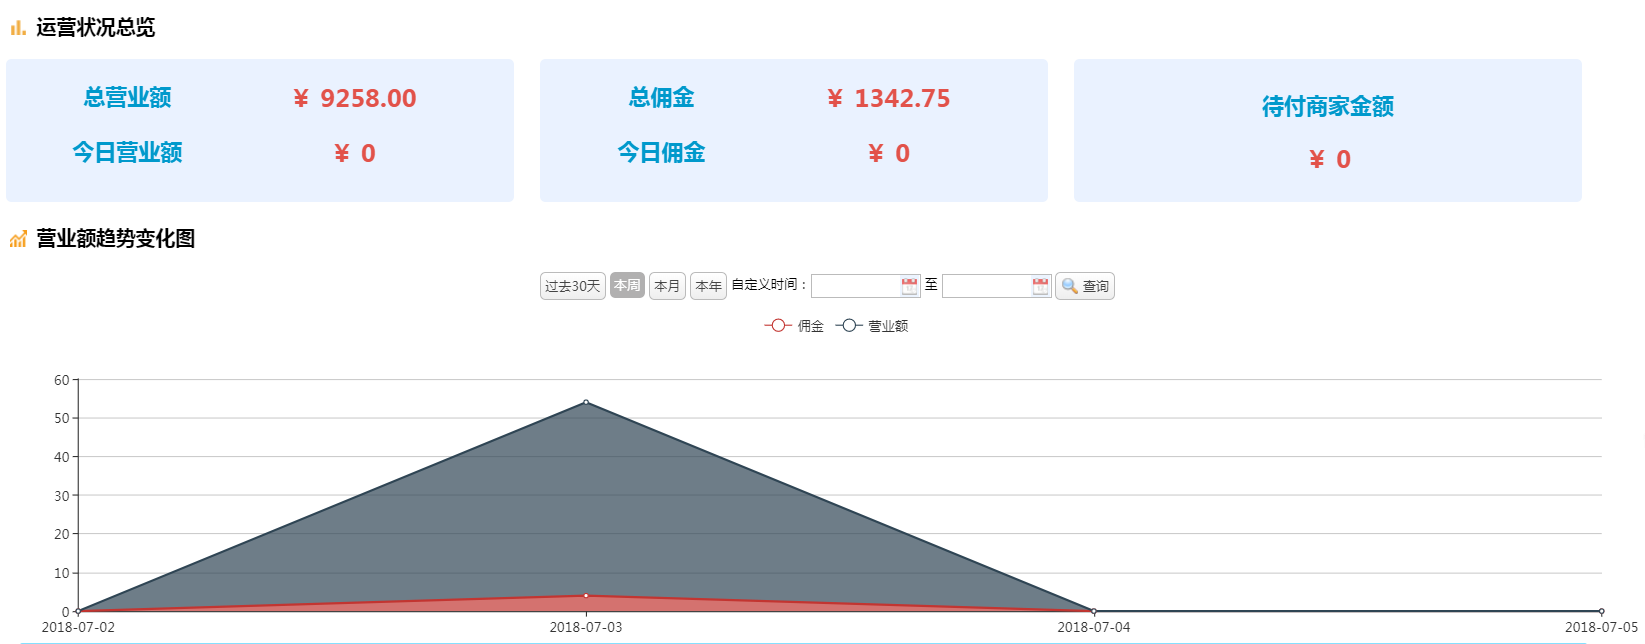 运营状况总览
总营业额 ¥ 9258.00 总佣金 ¥ 1342.75 待付商家金额
今日营业额 ¥ 0 今日佣金 ¥ 0 ¥ 0
营业额趋势变化图
过去30天 本周 本月 本年 自定义时间： 至 查询
佣金 营业额
60
50
40
30
20
10
0
2018-07-02 2018-07-03 2018-07-04 2018-07-05